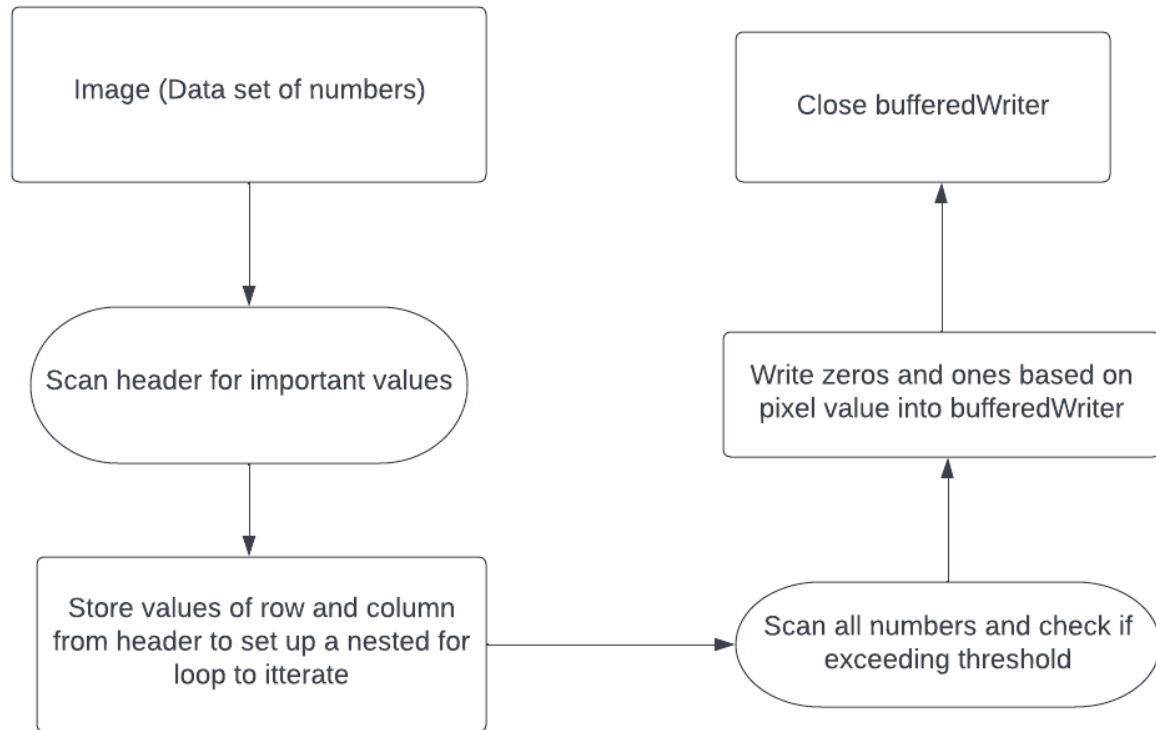 Image (Data set of numbers)
Scan header for important values
Store values of row and column
from header to set up a nested for
loop to itterate
Scan all numbers and check if
exceeding threshold
Write zeros and ones based on
pixel value into bufferedWriter
Close bufferedWriter